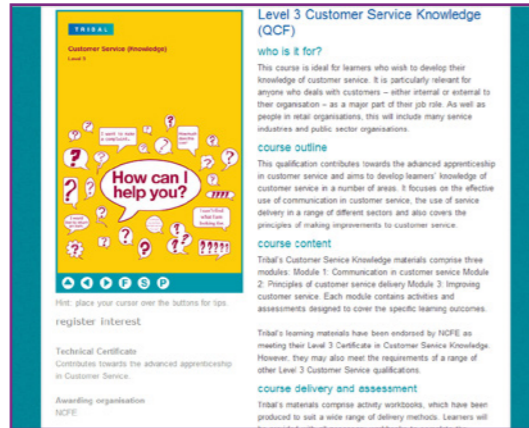 TRIBAL
Customer Service (Knowledge)
Level 3
I want to make
a complaint.
How can I
help you?
what I am
looking for.
F S P
Hint: place your cursor over the buttons for tips.
register interest
Technical Certificate
Contributes towards the advanced apprenticeship
in Customer Service.
Awarding organisation
NCFE
Level 3 Customer Service Knowledge
(QCF)
who is it for?
This course is ideal for learners who wish to develop their
knowledge of customer service. It is particularly relevant for
anyone who deals with customers – either internal or external to
their organisation – as a major part of their job role. As well as
people in retail organisations, this will include many service
industries and public sector organisations.
course outline
This qualification contributes towards the advanced apprenticeship
in customer service and aims to develop learners' knowledge of
customer service in a number of areas. It focuses on the effective
use of communication in customer service, the use of service
delivery in a range of different sectors and also covers the
principles of making improvements to customer service.
course content
Tribal's Customer Service Knowledge materials comprise three
modules: Module 1: Communication in customer service Module
2: Principles of customer service delivery Module 3: Improving
customer service. Each module contains activities and
assessments designed to cover the specific learning outcomes.
Tribal's learning materials have been endorsed by NCFE as
meeting their Level 3 Certificate in Customer Service Knowledge.
However, they may also meet the requirements of a range of
other Level 3 Customer Service qualifications.
course delivery and assessment
Tribal's materials comprise activity workbooks, which have been
produced to suit a wide range of delivery methods. Learners will